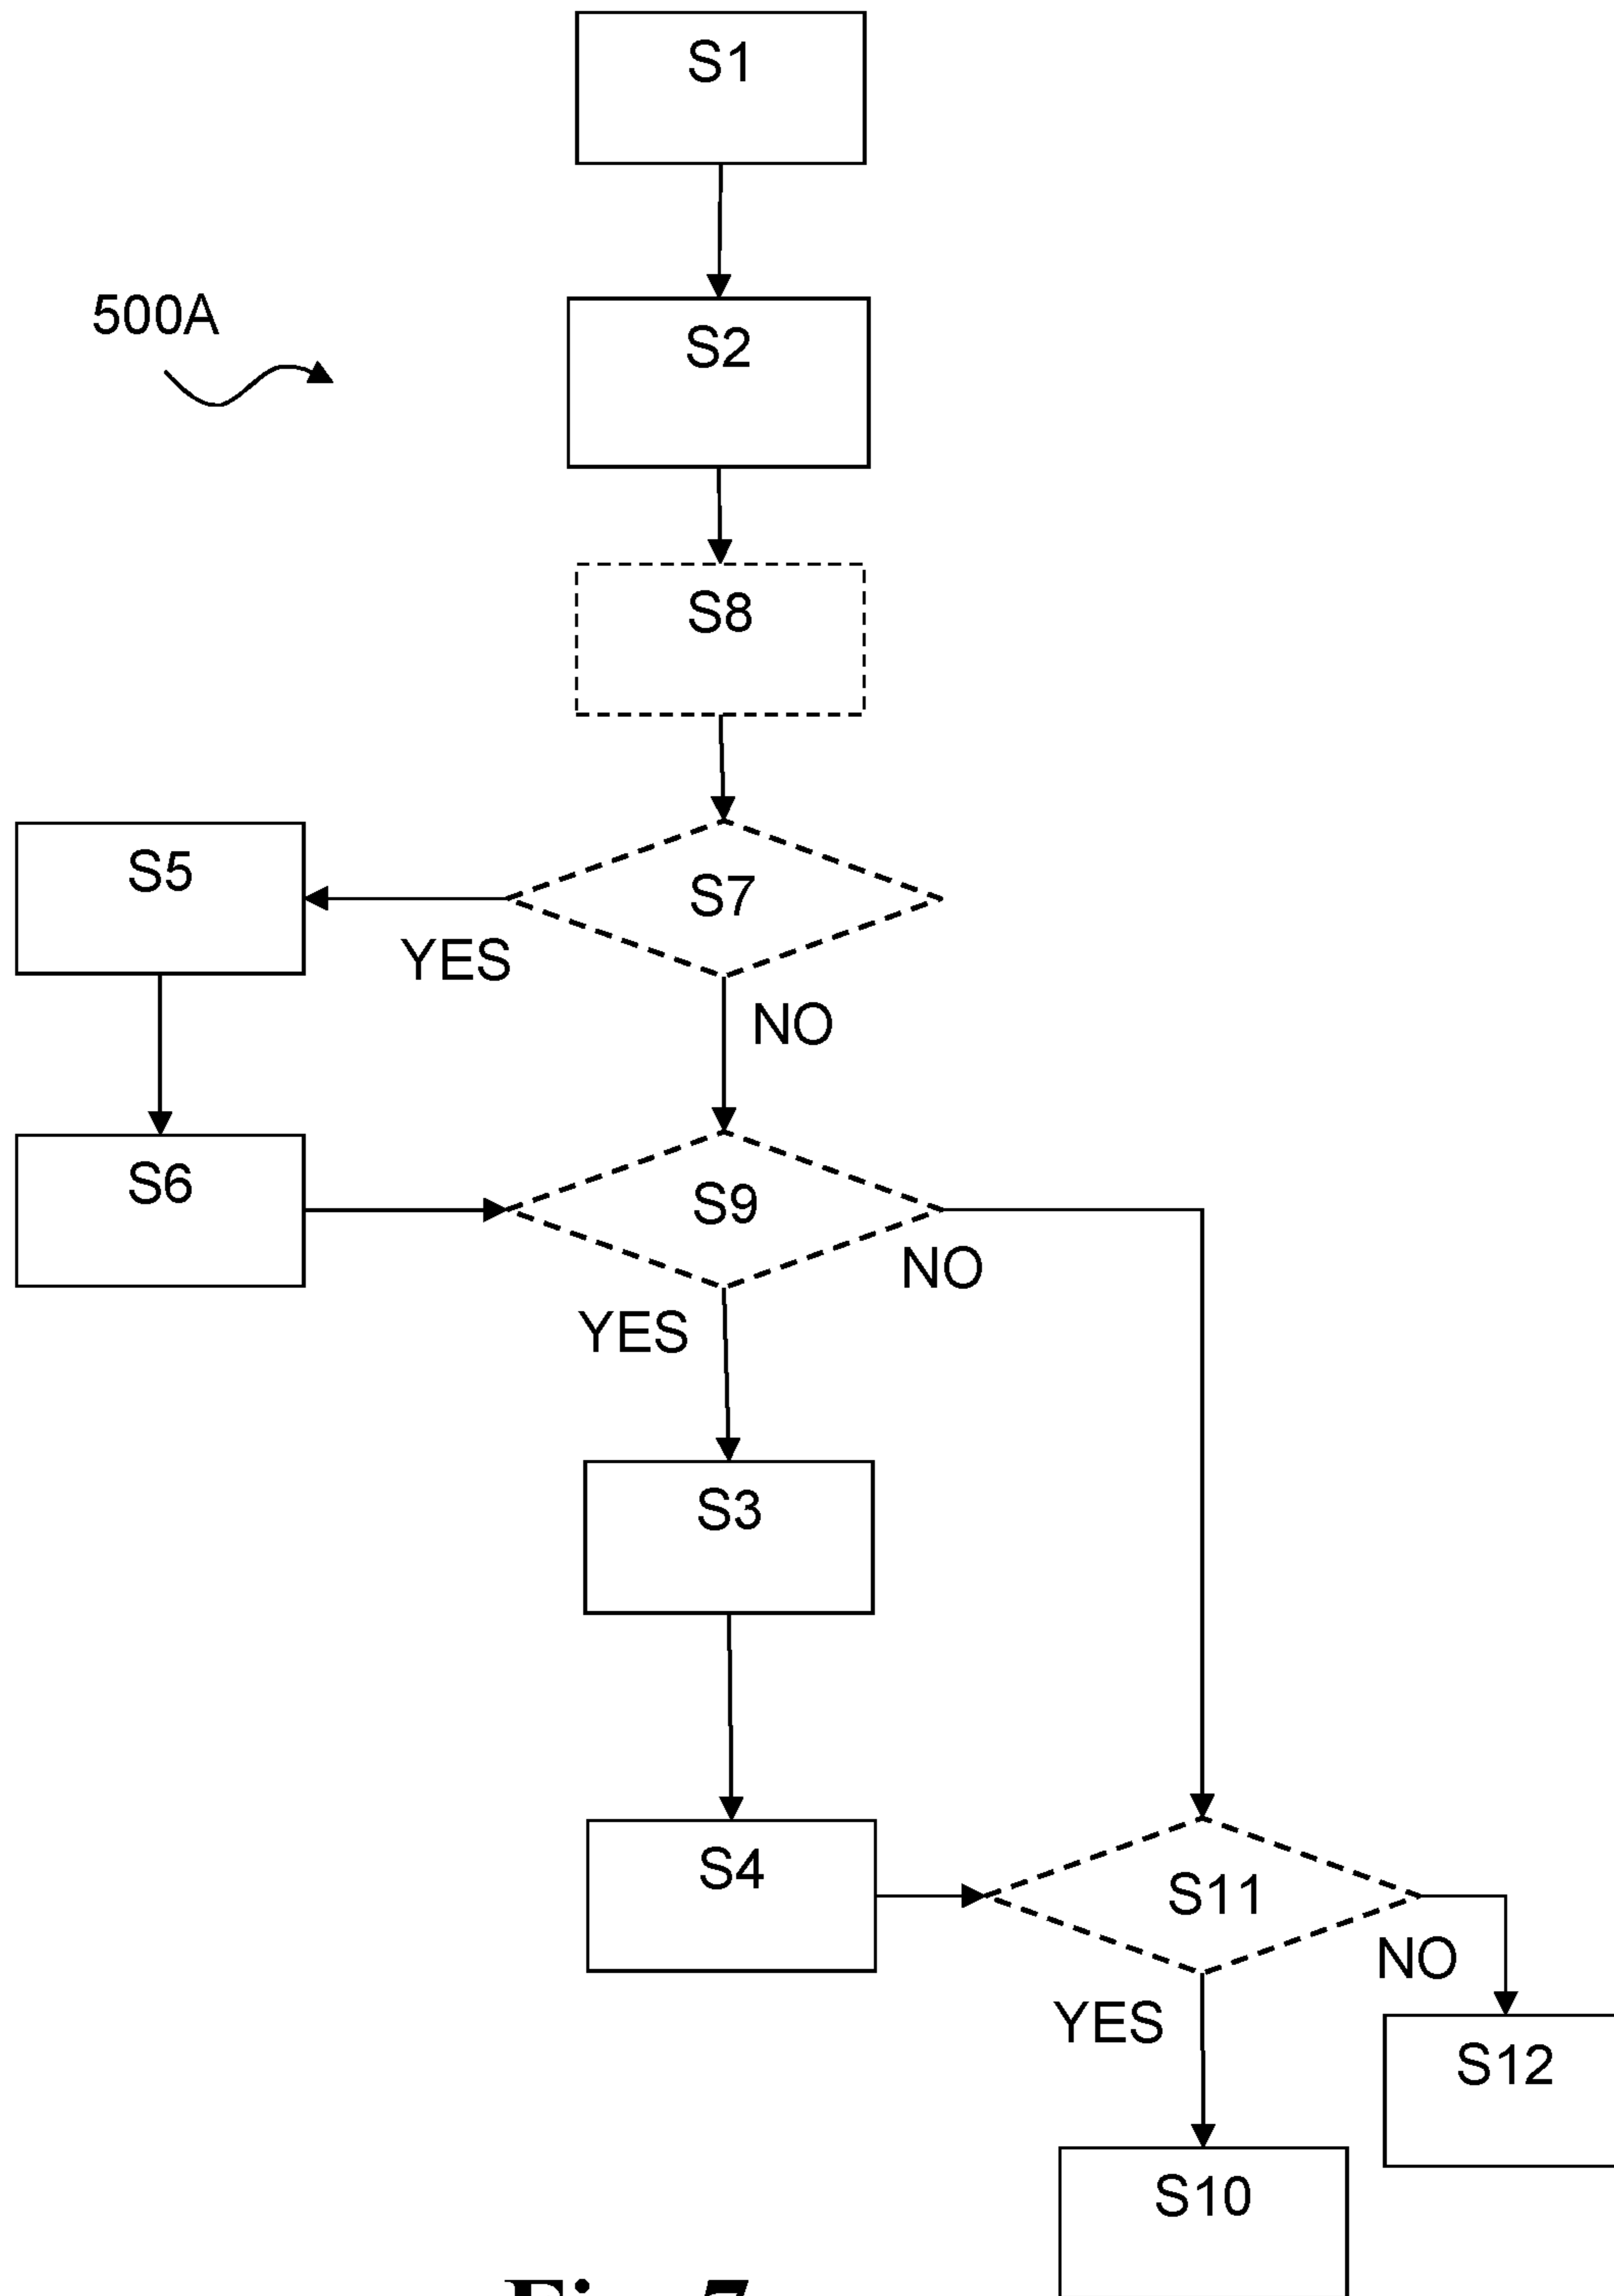 S1
500A
S2
S8
S5
S7
YES
NO
S6
S9
NO
YES
S3
S4
S11
NO
YES
S12
S10